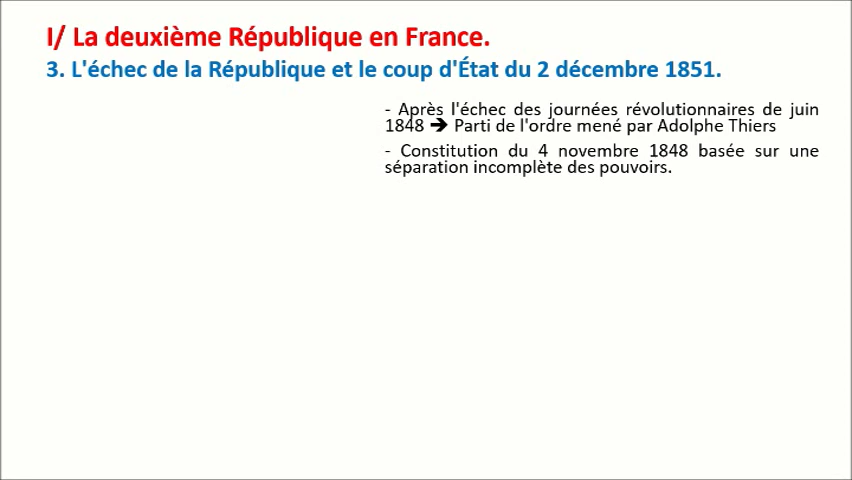 I/ La deuxième République en France.
3. L'échec de la République et le coup d'État du 2 décembre 1851.
- Après l'échec des journées révolutionnaires de juin
1848 ➔ Parti de l'ordre mené par Adolphe Thiers
- Constitution du 4 novembre 1848 basée sur une
séparation incomplète des pouvoirs.